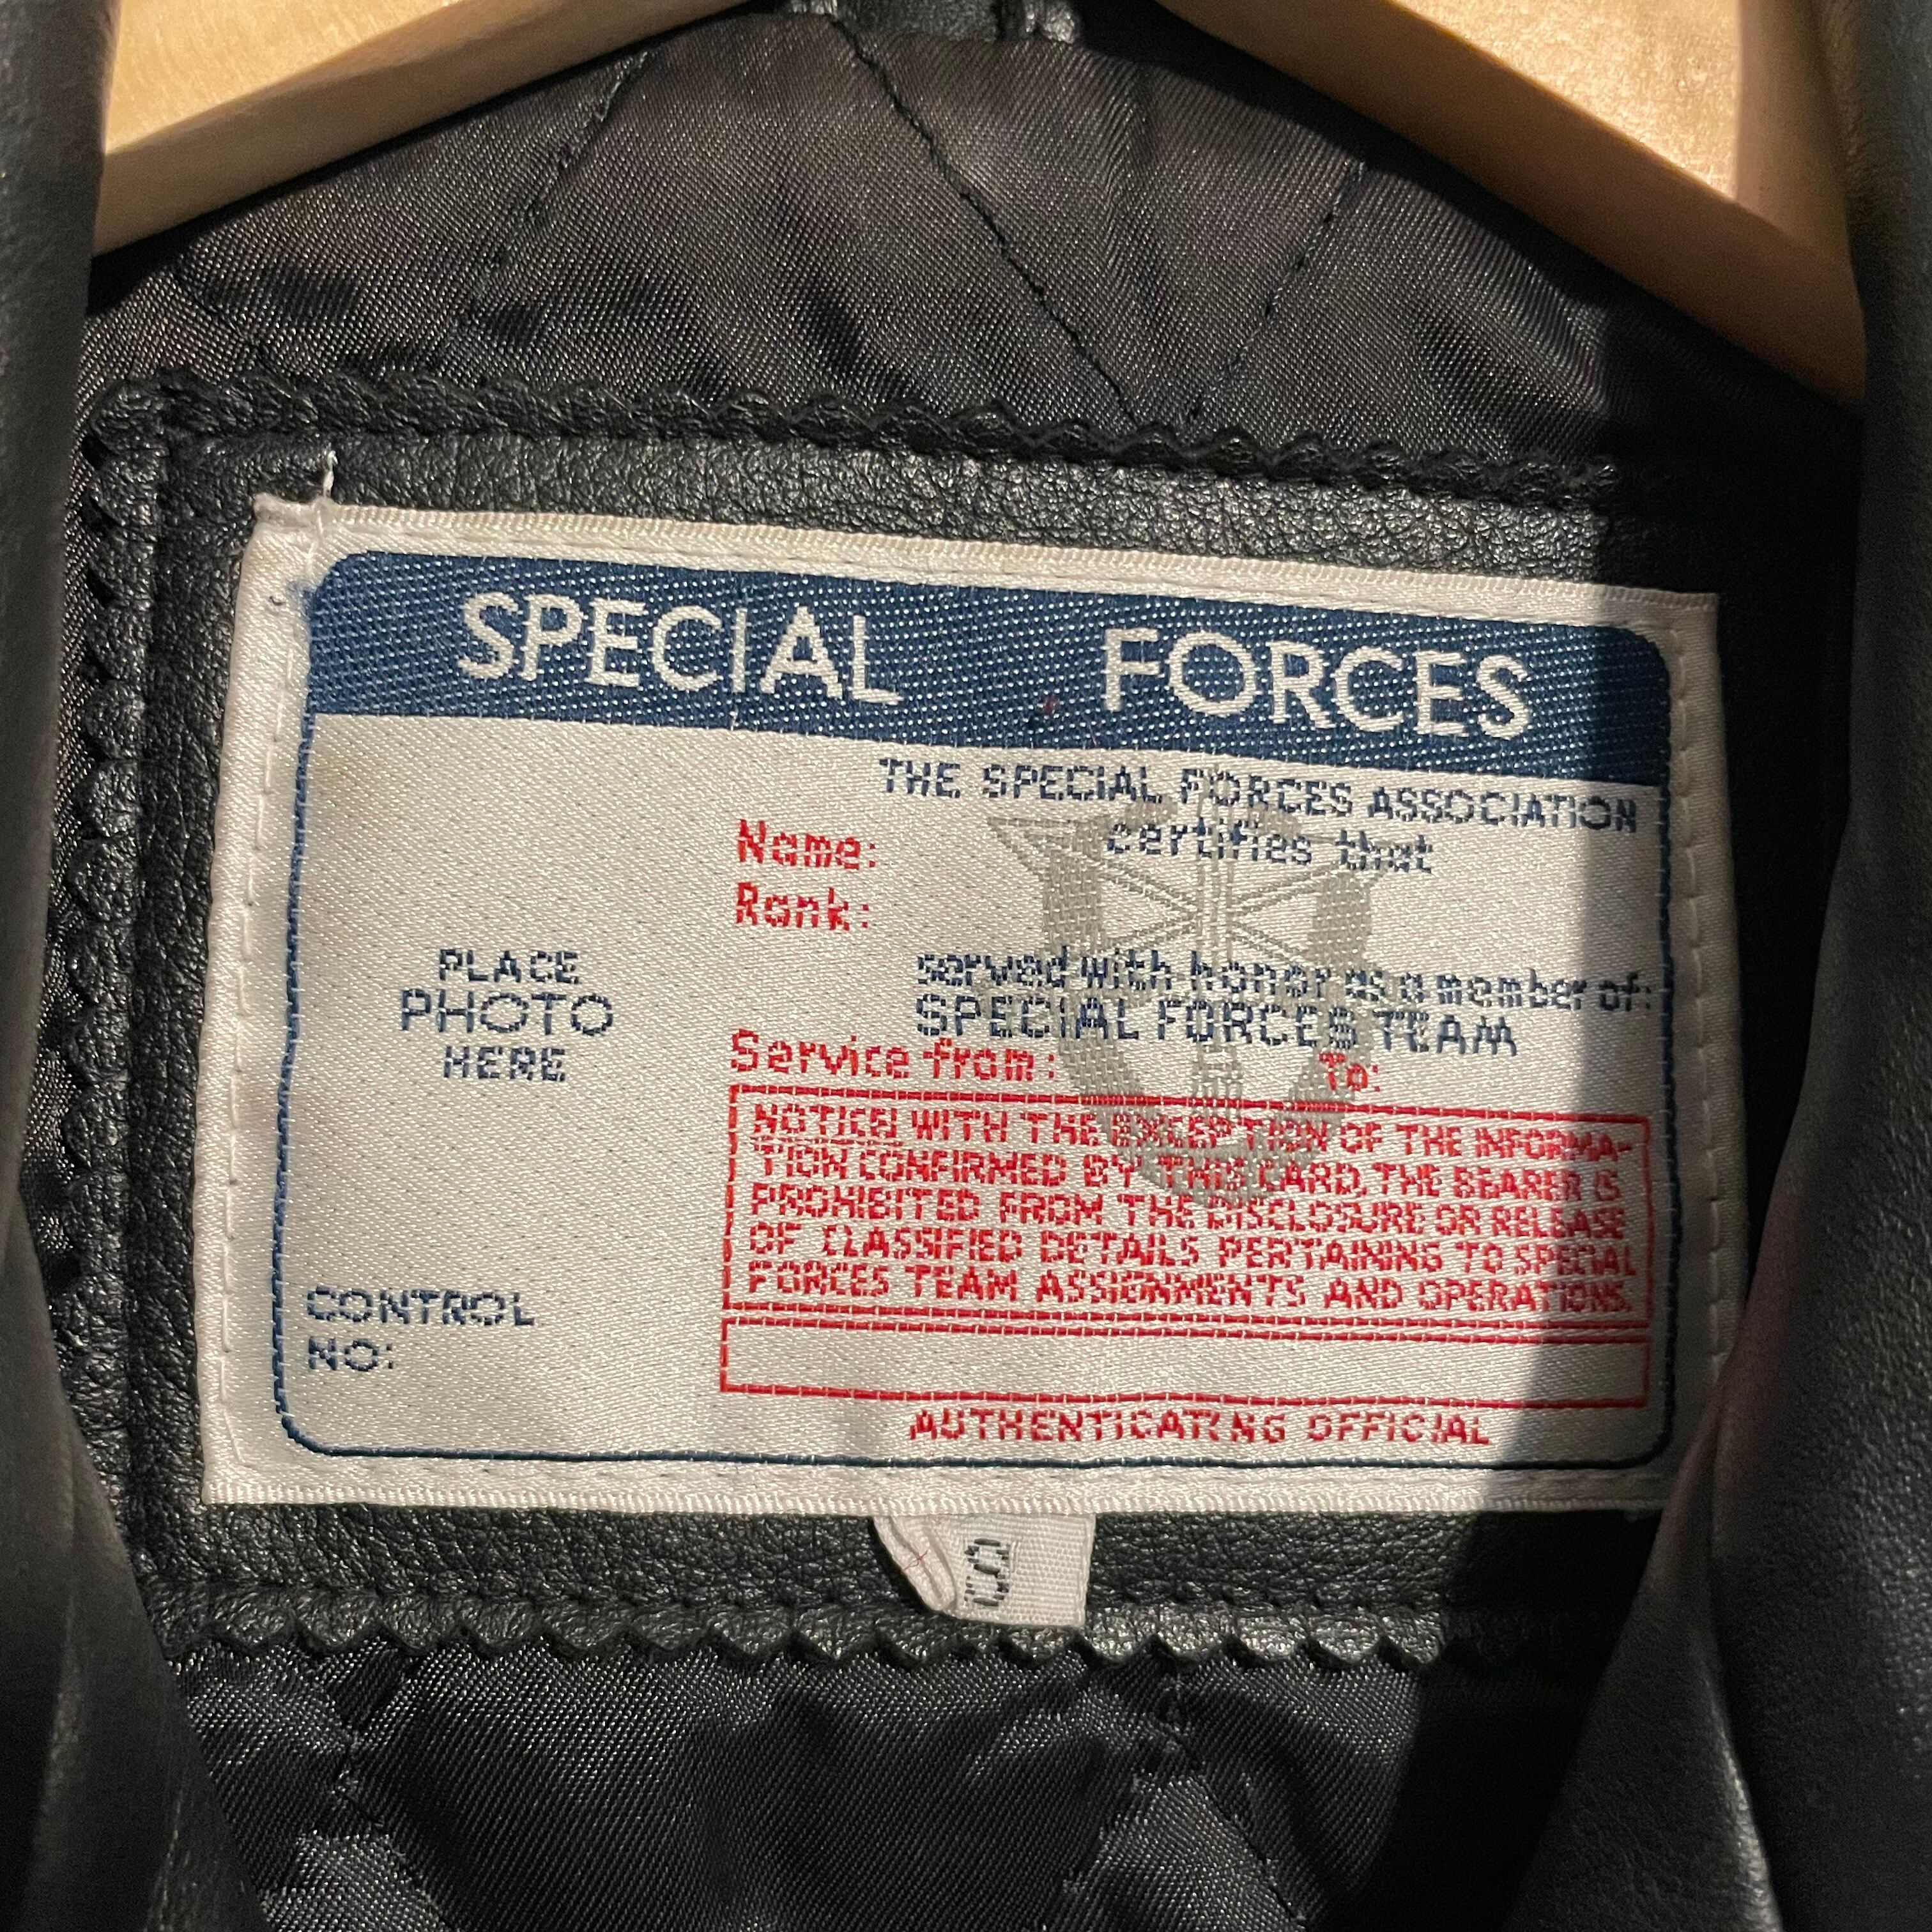 SPECIAL FORCES
THE SPECIAL FORCES ASSOCIATION
certifies that
Name:
Rank:
served with honor as a member of:
SPECIAL FORCES TEAM
Service from: To:
PLACE
PHOTO
HERE
NOTICE: WITH THE EXCEPTION OF THE INFORMA-
TION CONFIRMED BY THIS CARD, THE BEARER IS
PROHIBITED FROM THE DISCLOSURE OR RELEASE
OF CLASSIFIED DETAILS PERTAINING TO SPECIAL
FORCES TEAM ASSIGNMENTS AND OPERATIONS.
CONTROL
NO:
AUTHENTICATING OFFICIAL